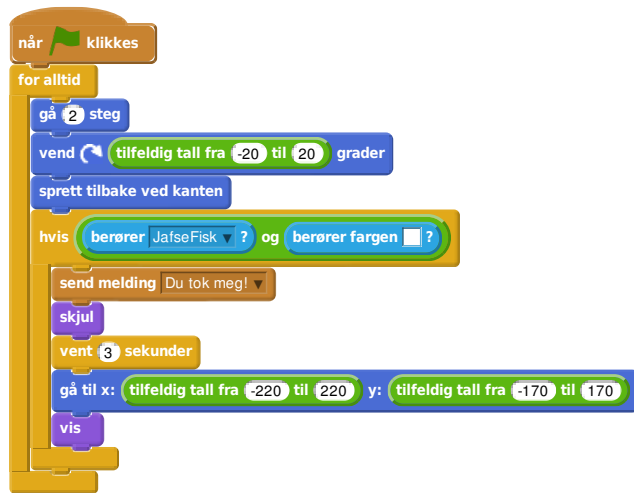 når klikkes
for alltid
gå 2 steg
vend tilfeldig tall fra -20 til 20 grader
sprett tilbake ved kanten
hvis berører JafseFisk ? og berører fargen ?
send melding Du tok meg!
skjul
vent 3 sekunder
gå til x: tilfeldig tall fra -220 til 220 y: tilfeldig tall fra -170 til 170
vis